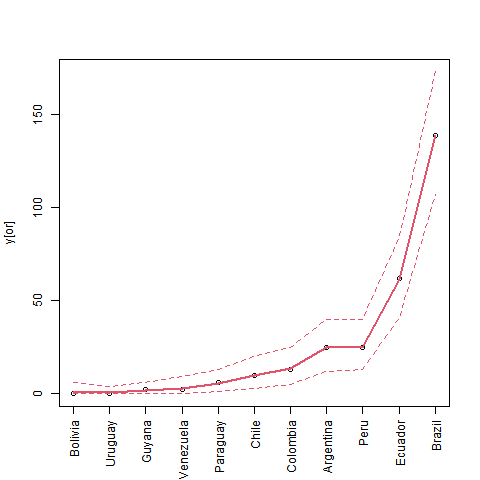 y[or]
150
100
50
0
Bolivia
Uruguay
Guyana
Venezuela
Paraguay
Chile
Colombia
Argentina
Peru
Ecuador
Brazil